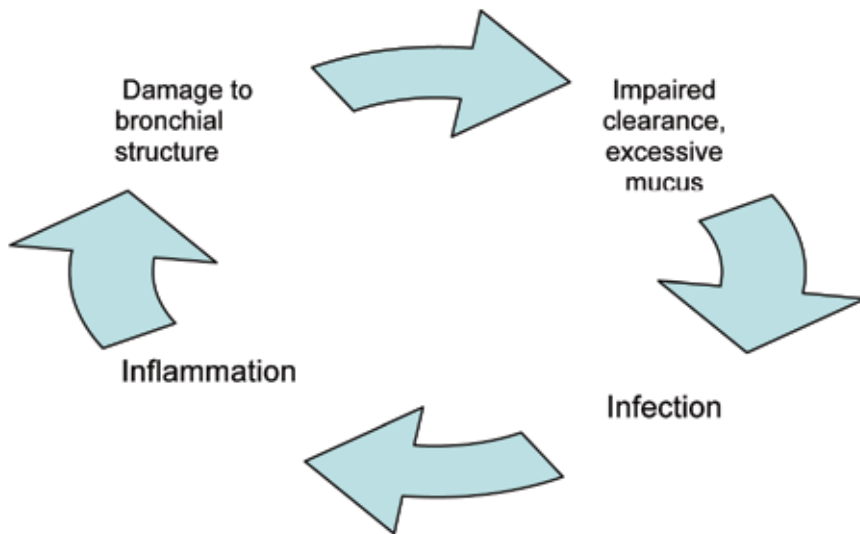 Damage to
bronchial
structure
Impaired
clearance,
excessive
mucus
Inflammation
Infection